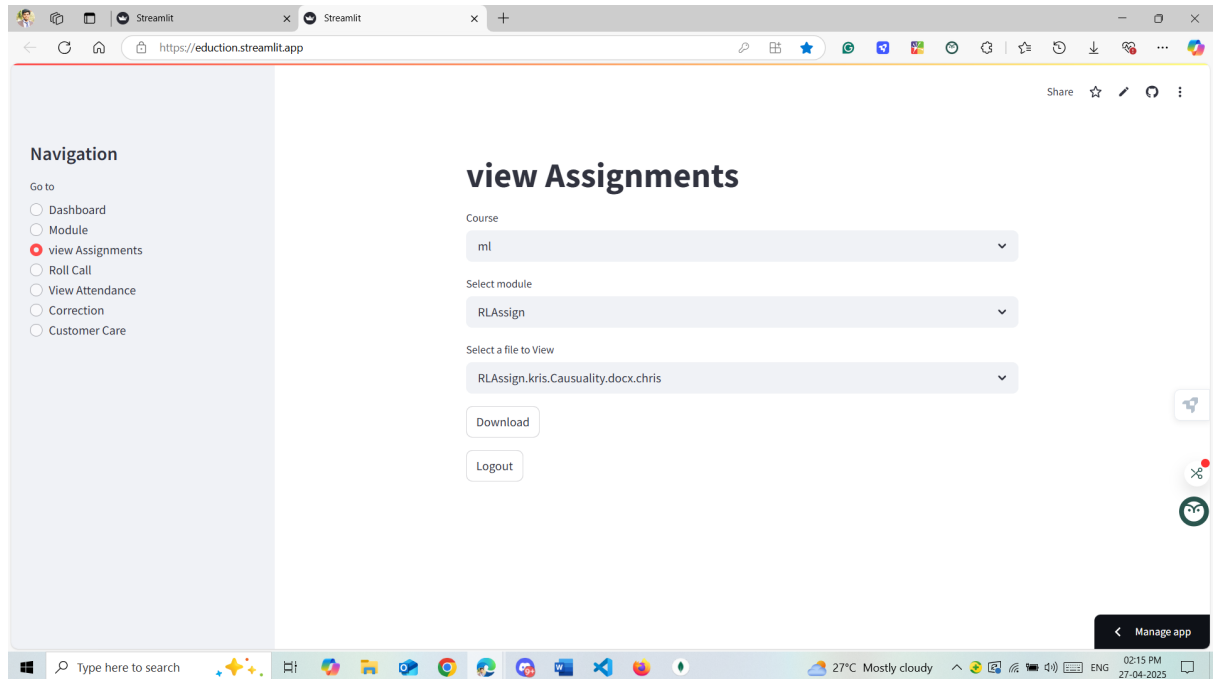 Streamlit
Streamlit
https://eduction.streamlit.app
Share
Navigation
Go to
Dashboard
Module
view Assignments
Roll Call
View Attendance
Correction
Customer Care
view Assignments
Course
ml
Select module
RLAssign
Select a file to View
RLAssign.kris.Causuality.docx.chris
Download
Logout
Manage app
Type here to search
27°C Mostly cloudy
ENG
02:15 PM
27-04-2025